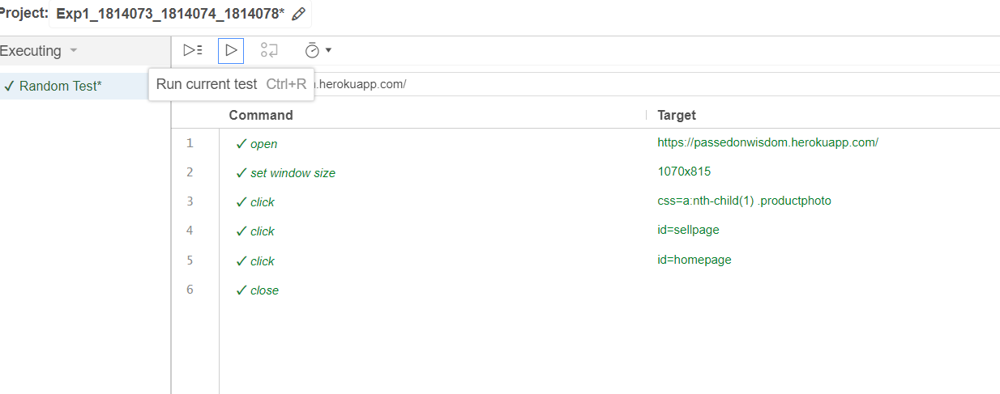 Project: Exp1_1814073_1814074_1814078*
Executing
✓ Random Test*
Run current test Ctrl+R
.herokuapp.com/
Command Target
1 ✓ open https://passedonwisdom.herokuapp.com/
2 ✓ set window size 1070x815
3 ✓ click css=a:nth-child(1) .productphoto
4 ✓ click id=sellpage
5 ✓ click id=homepage
6 ✓ close